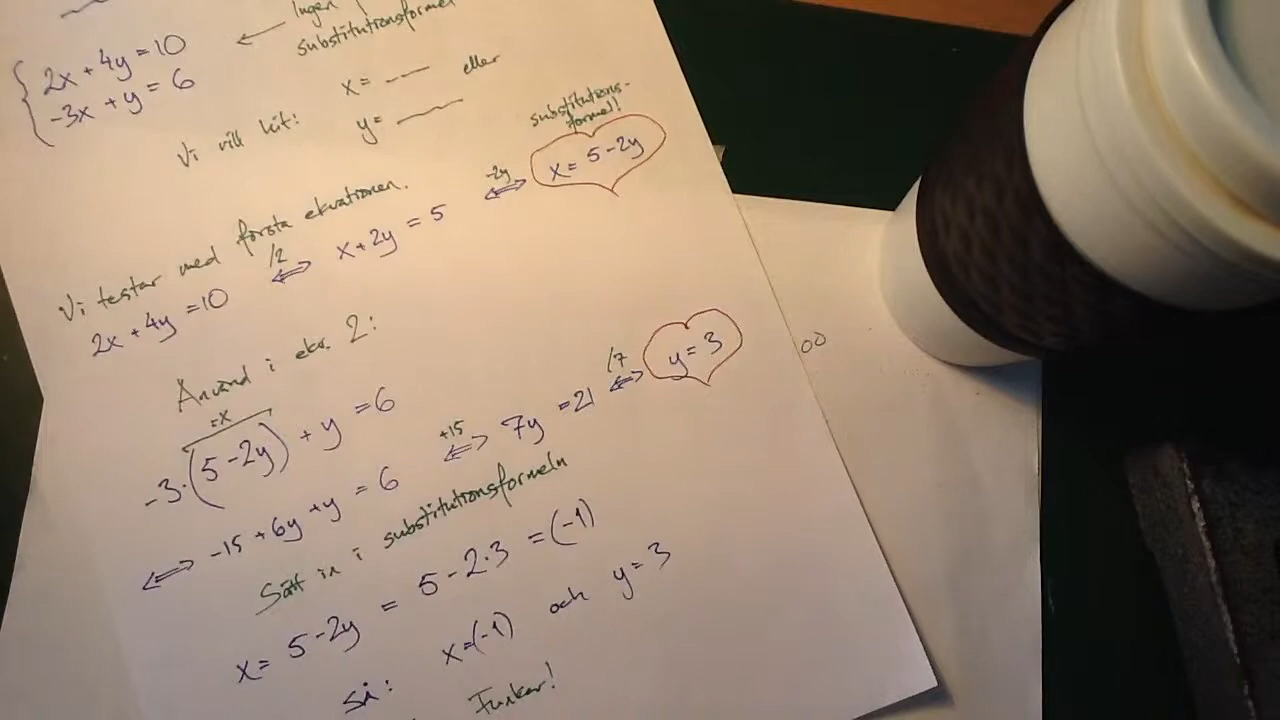 Ingen
substitutionsformel
2x + 4y = 10
-3x + y = 6
Vi vill hit:
x = eller
y =
substitutions-
formel!
Vi testar med första ekvationen.
2x + 4y = 10 /2 ⇔ x + 2y = 5 -2y ⇔ x = 5 - 2y
Använd i ekv. 2:
=x
-3·(5 - 2y) + y = 6
⇔ -15 + 6y + y = 6 +15 ⇔ 7y = 21 /7 ⇔ y = 3
Sätt in i substitutionsformeln
x = 5 - 2y = 5 - 2·3 = (-1)
Så: x = (-1) och y = 3
Funkar!
00